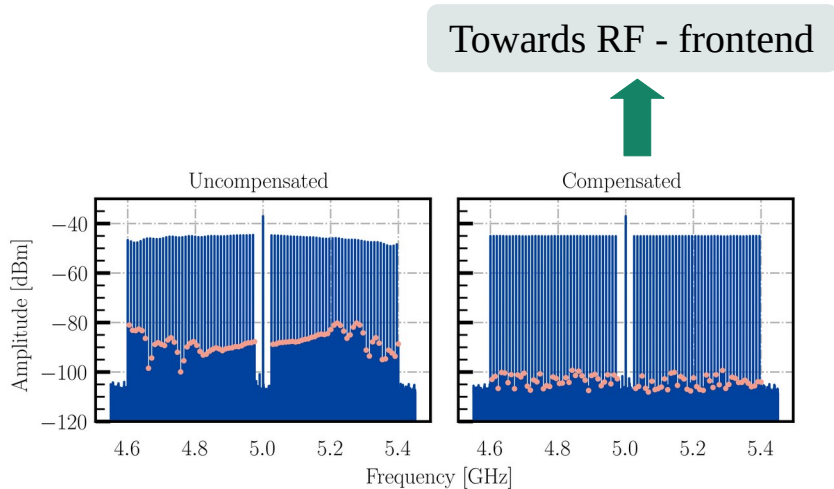 Towards RF - frontend
Uncompensated
Compensated
Amplitude [dBm]
−40
−60
−80
−100
−120
4.6 4.8 5.0 5.2 5.4
4.6 4.8 5.0 5.2 5.4
Frequency [GHz]